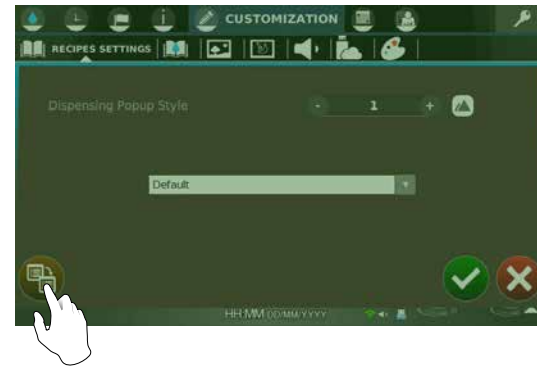 CUSTOMIZATION
RECIPES SETTINGS
Dispensing Popup Style - 1 +
Default
HH:MM DD/MM/YYYY